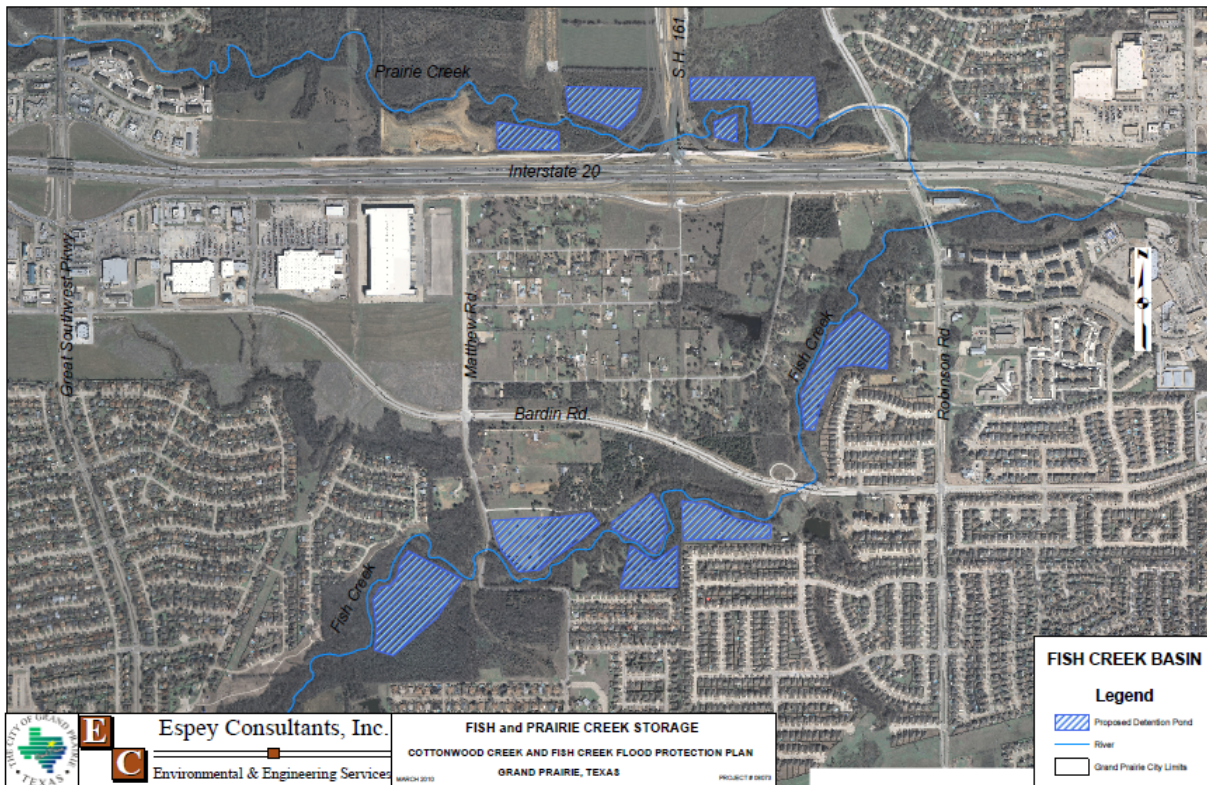 Prairie Creek
S.H. 161
Interstate 20
Great Southwest Pkwy
Matthew Rd
Fish Creek
Robinson Rd
Bardin Rd.
Fish Creek
N
FISH CREEK BASIN
Legend
Proposed Detention Pond
River
Grand Prairie City Limits
THE CITY OF GRAND PRAIRIE
TEXAS
E
C
Espey Consultants, Inc.
Environmental & Engineering Services
FISH and PRAIRIE CREEK STORAGE
COTTONWOOD CREEK AND FISH CREEK FLOOD PROTECTION PLAN
GRAND PRAIRIE, TEXAS
MARCH 2010
PROJECT #